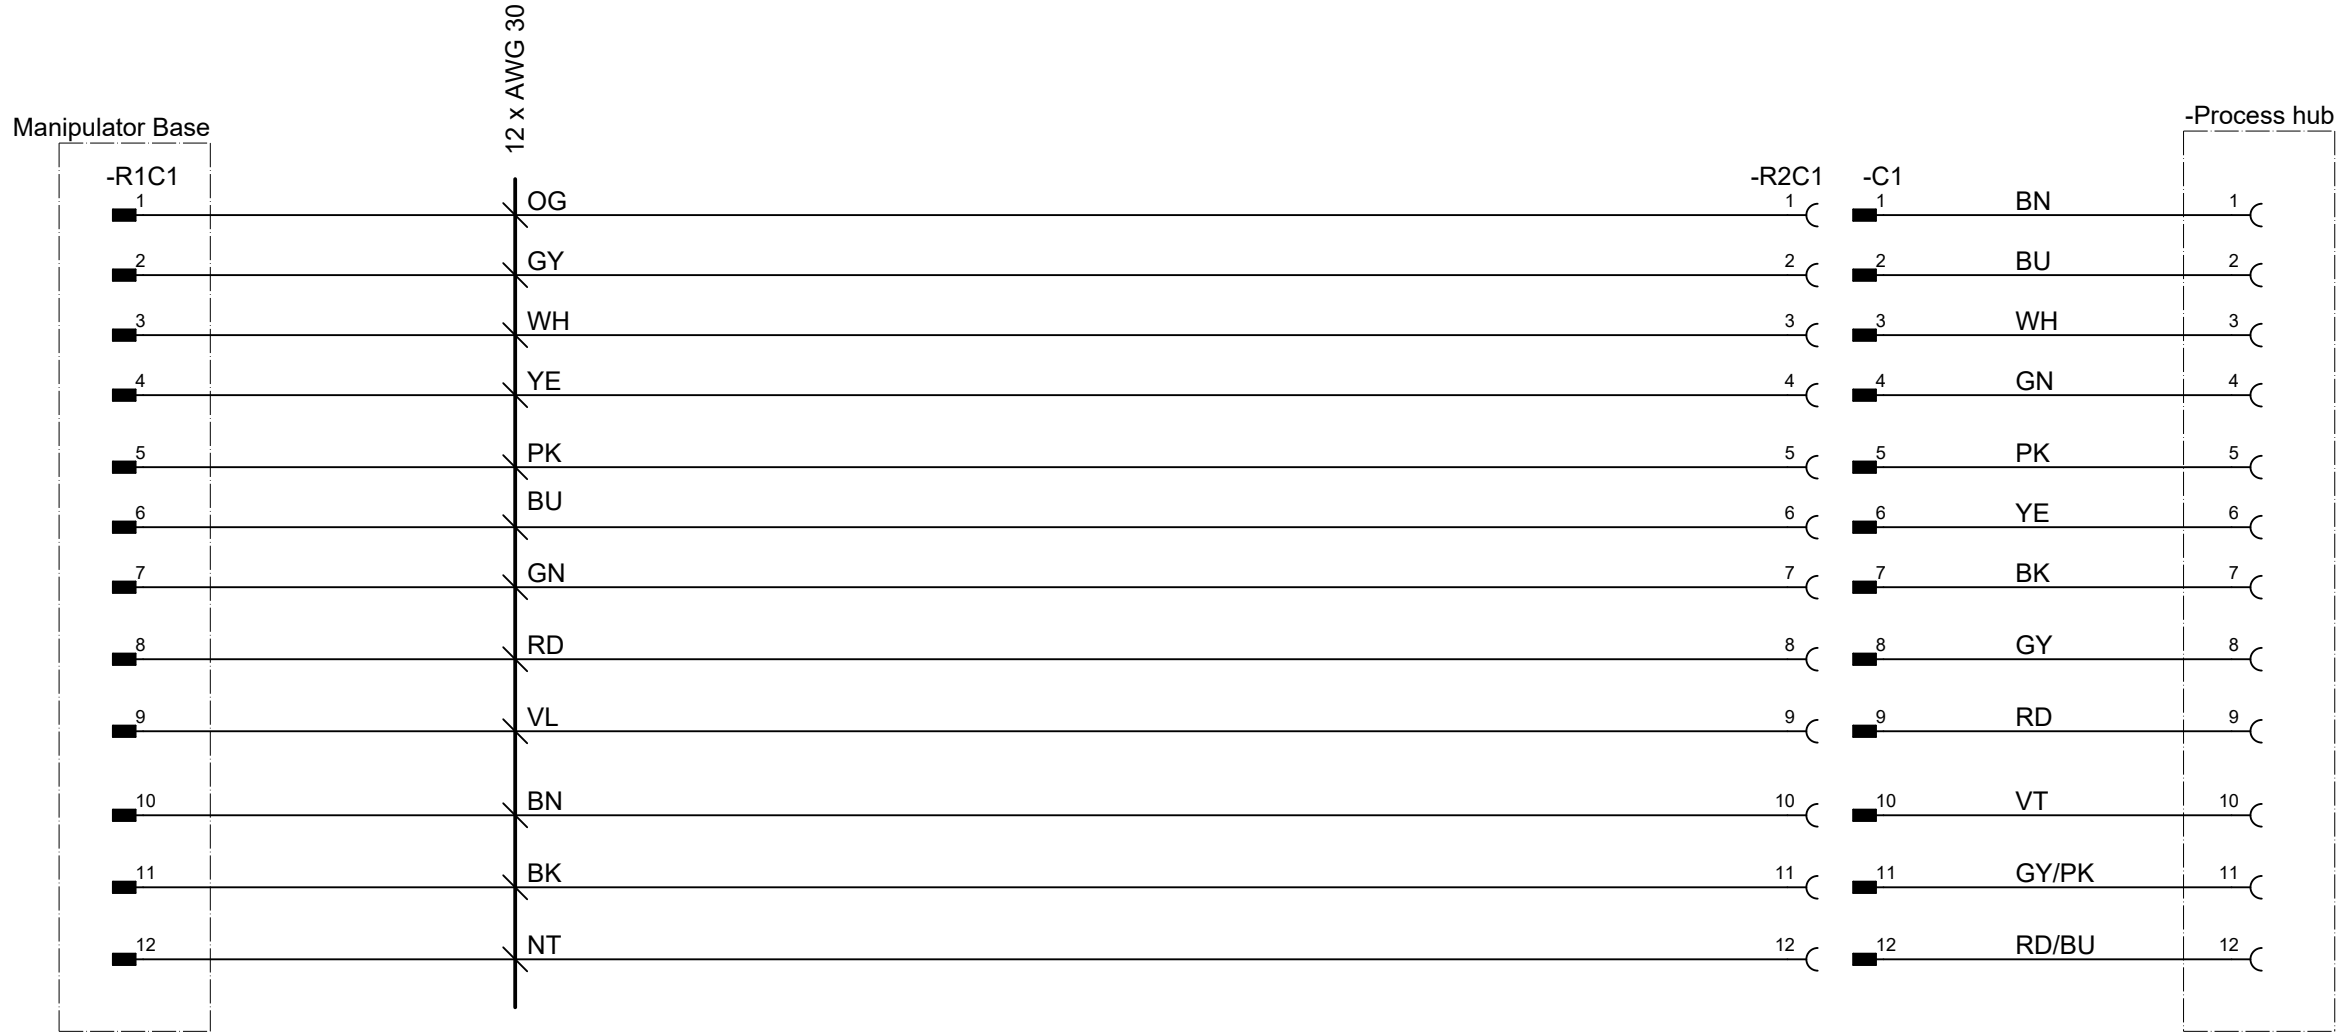 12 x AWG 30
Manipulator Base
-Process hub
-R1C1 -R2C1 -C1
1 OG 1 1 BN 1
2 GY 2 2 BU 2
3 WH 3 3 WH 3
4 YE 4 4 GN 4
5 PK 5 5 PK 5
6 BU 6 6 YE 6
7 GN 7 7 BK 7
8 RD 8 8 GY 8
9 VL 9 9 RD 9
10 BN 10 10 VT 10
11 BK 11 11 GY/PK 11
12 NT 12 12 RD/BU 12